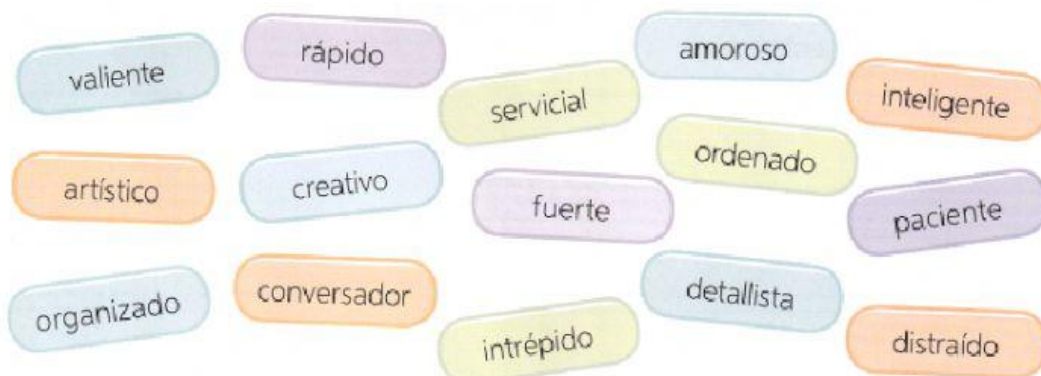 valiente
rápido
servicial
amoroso
inteligente
artístico
creativo
fuerte
ordenado
paciente
organizado
conversador
intrépido
detallista
distraído